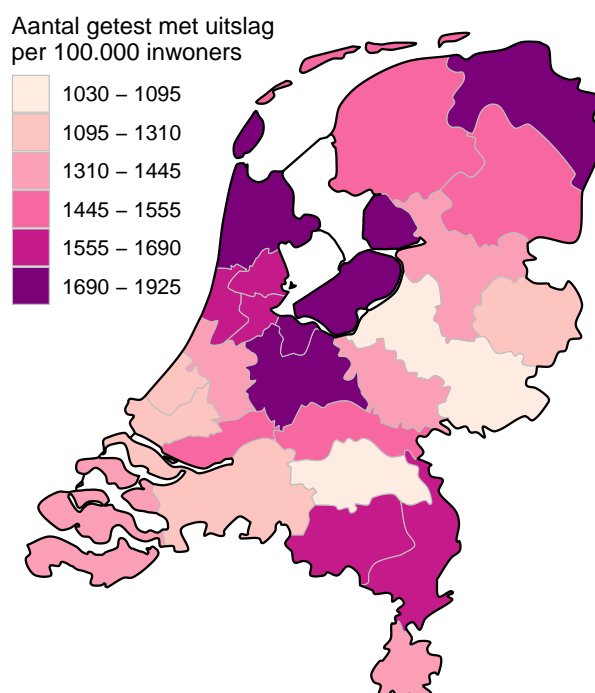 Aantal getest met uitslag
per 100.000 inwoners
1030 – 1095
1095 – 1310
1310 – 1445
1445 – 1555
1555 – 1690
1690 – 1925